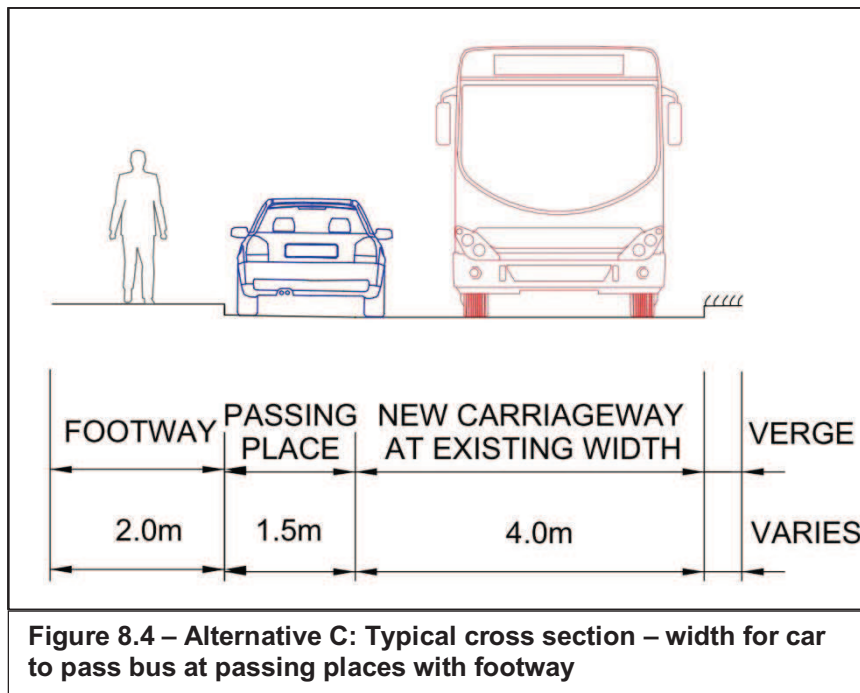 FOOTWAY
PASSING
PLACE
NEW CARRIAGEWAY
AT EXISTING WIDTH
VERGE
2.0m
1.5m
4.0m
VARIES
Figure 8.4 – Alternative C: Typical cross section – width for car
to pass bus at passing places with footway